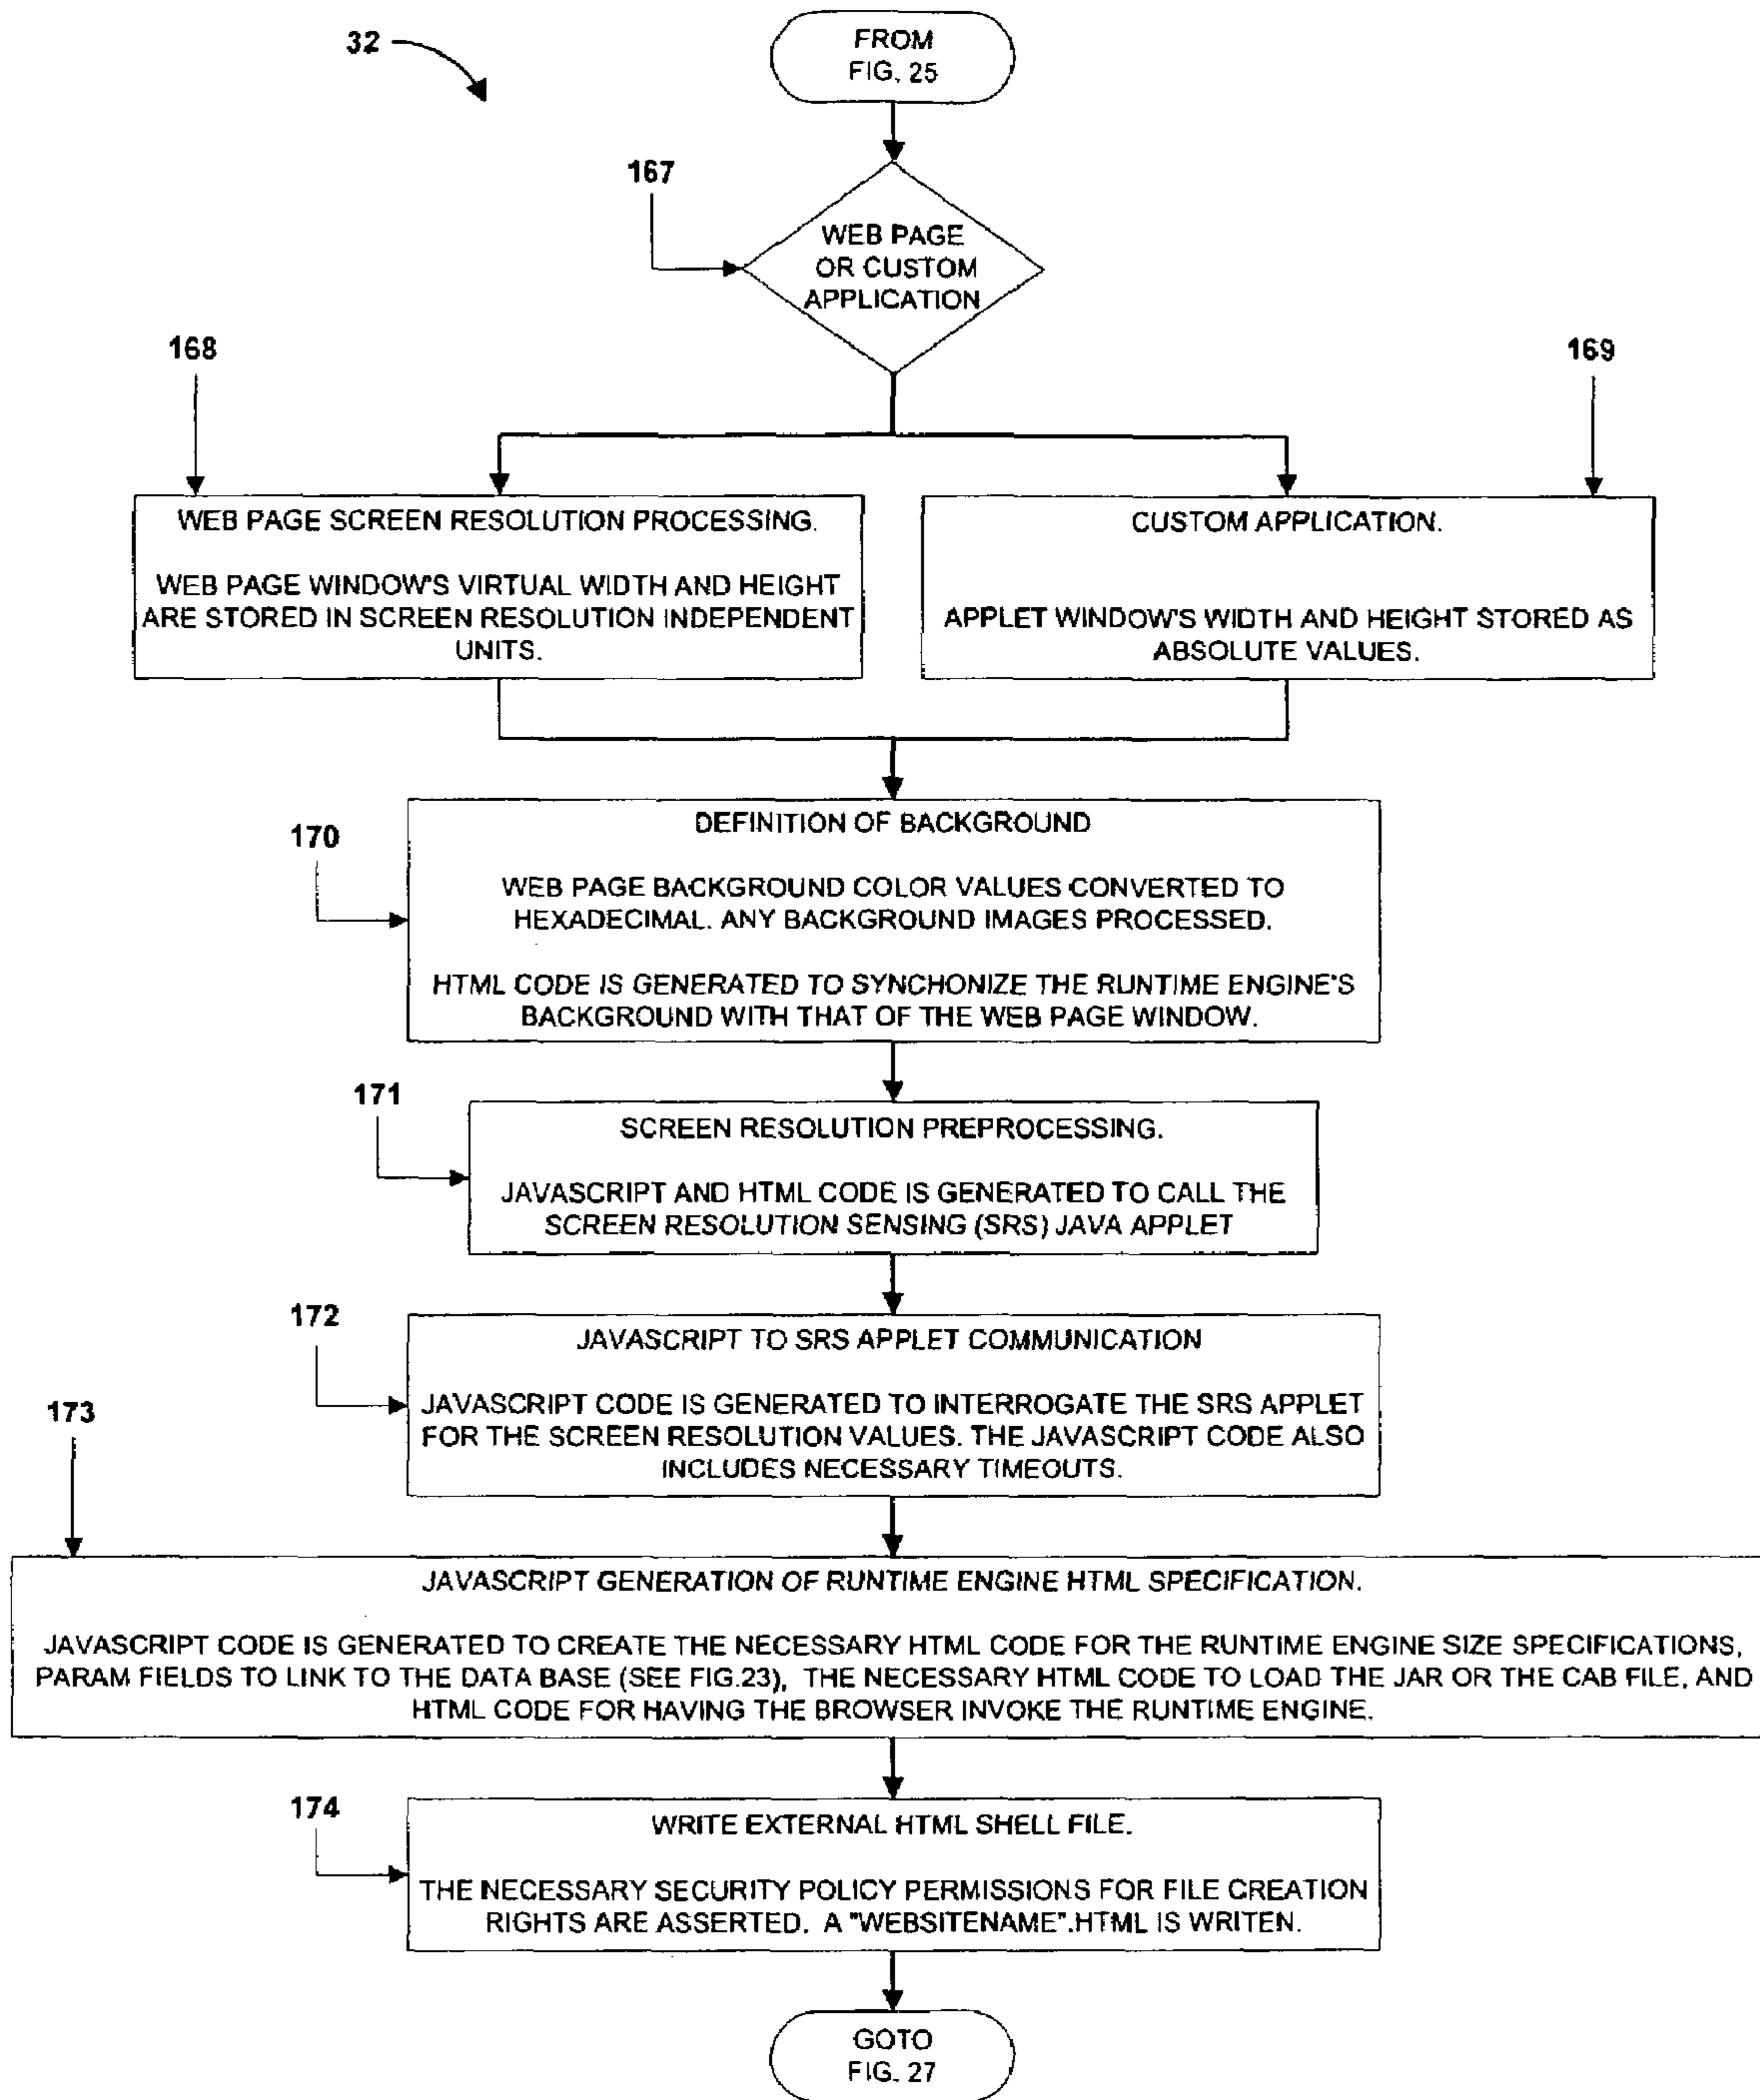 32
FROM
FIG. 25
167
WEB PAGE
OR CUSTOM
APPLICATION
168
169
WEB PAGE SCREEN RESOLUTION PROCESSING.
WEB PAGE WINDOW'S VIRTUAL WIDTH AND HEIGHT
ARE STORED IN SCREEN RESOLUTION INDEPENDENT
UNITS.
CUSTOM APPLICATION.
APPLET WINDOW'S WIDTH AND HEIGHT STORED AS
ABSOLUTE VALUES.
170
DEFINITION OF BACKGROUND
WEB PAGE BACKGROUND COLOR VALUES CONVERTED TO
HEXADECIMAL. ANY BACKGROUND IMAGES PROCESSED.
HTML CODE IS GENERATED TO SYNCHONIZE THE RUNTIME ENGINE'S
BACKGROUND WITH THAT OF THE WEB PAGE WINDOW.
171
SCREEN RESOLUTION PREPROCESSING.
JAVASCRIPT AND HTML CODE IS GENERATED TO CALL THE
SCREEN RESOLUTION SENSING (SRS) JAVA APPLET
172
JAVASCRIPT TO SRS APPLET COMMUNICATION
JAVASCRIPT CODE IS GENERATED TO INTERROGATE THE SRS APPLET
FOR THE SCREEN RESOLUTION VALUES. THE JAVASCRIPT CODE ALSO
INCLUDES NECESSARY TIMEOUTS.
173
JAVASCRIPT GENERATION OF RUNTIME ENGINE HTML SPECIFICATION.
JAVASCRIPT CODE IS GENERATED TO CREATE THE NECESSARY HTML CODE FOR THE RUNTIME ENGINE SIZE SPECIFICATIONS,
PARAM FIELDS TO LINK TO THE DATA BASE (SEE FIG.23), THE NECESSARY HTML CODE TO LOAD THE JAR OR THE CAB FILE, AND
HTML CODE FOR HAVING THE BROWSER INVOKE THE RUNTIME ENGINE.
174
WRITE EXTERNAL HTML SHELL FILE.
THE NECESSARY SECURITY POLICY PERMISSIONS FOR FILE CREATION
RIGHTS ARE ASSERTED. A "WEBSITENAME".HTML IS WRITEN.
GOTO
FIG. 27